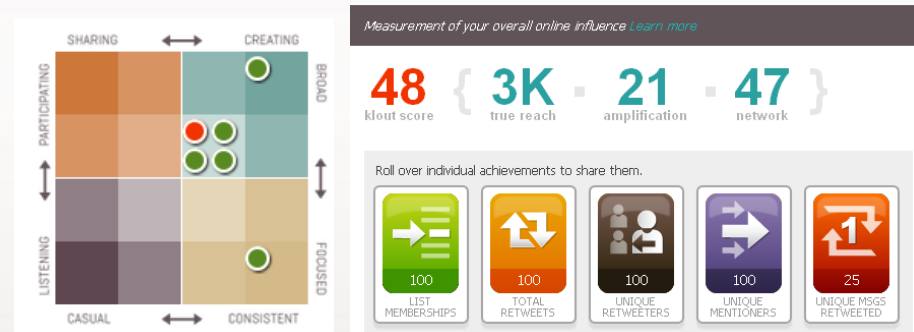 SHARING CREATING
PARTICIPATING
BROAD
LISTENING
FOCUSED
CASUAL CONSISTENT
Measurement of your overall online influence Learn more
48 { 3K 21 47 }
klout score true reach amplification network
Roll over individual achievements to share them.
100 100 100 100 1 25
LIST MEMBERSHIPS
TOTAL RETWEETS
UNIQUE RETWEETERS
UNIQUE MENTIONERS
UNIQUE MSGS RETWEETED